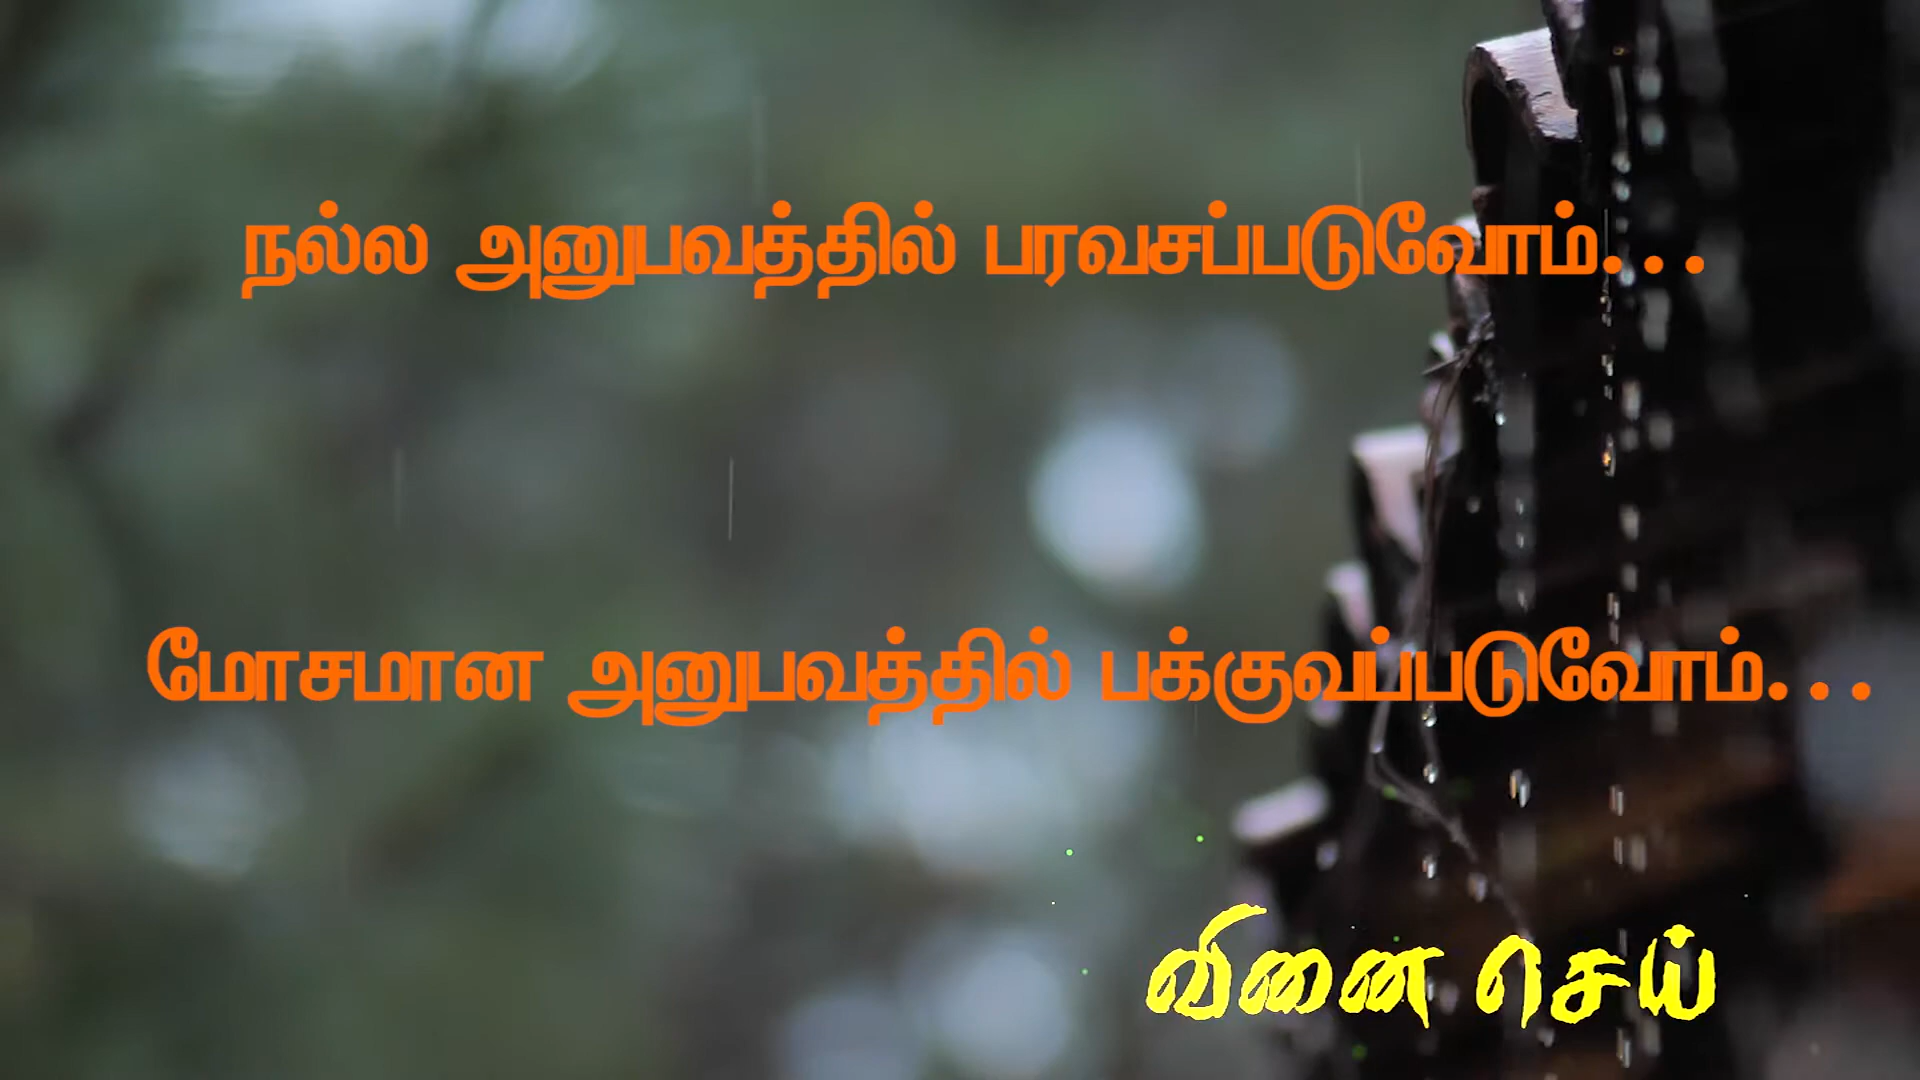 நல்ல அனுபவத்தில் பரவசப்படுவோம்...
மோசமான அனுபவத்தில் பக்குவப்படுவோம்...
வினை செய்